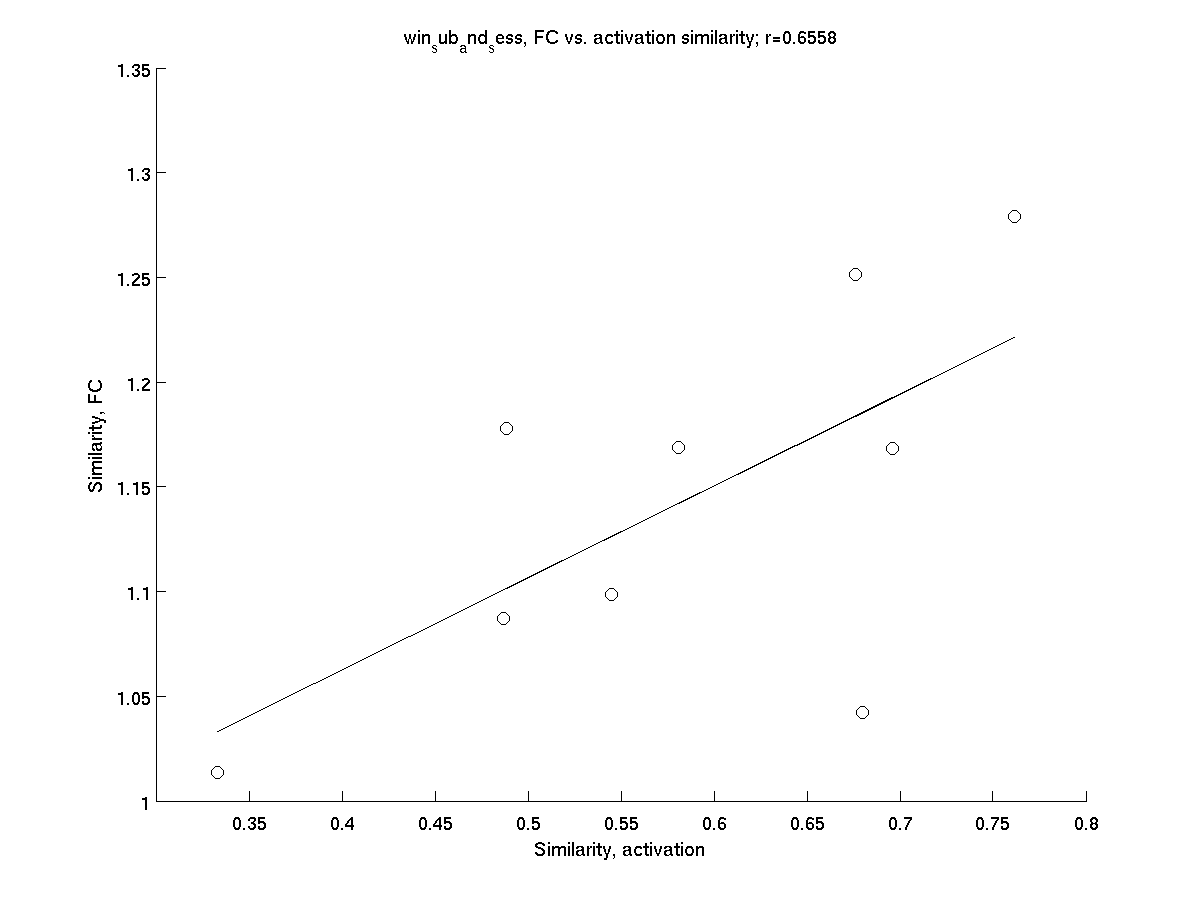 win_sub_and_sess, FC vs. activation similarity; r=0.6558
1.35
1.3
1.25
1.2
1.15
1.1
1.05
1
Similarity, FC
0.35 0.4 0.45 0.5 0.55 0.6 0.65 0.7 0.75 0.8
Similarity, activation